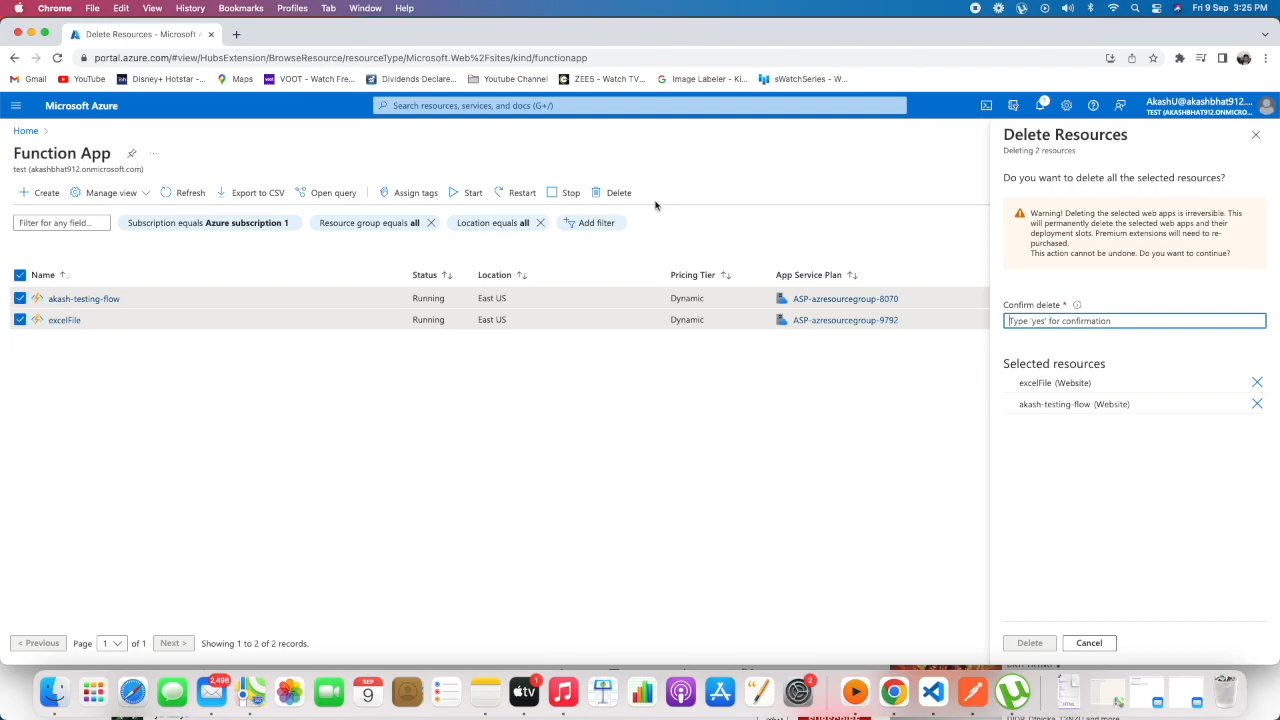 Chrome File Edit View History Bookmarks Profiles Tab Window Help Fri 9 Sep 3:25 PM
Delete Resources - Microsoft A
portal.azure.com/#view/HubsExtension/BrowseResource/resourceType/Microsoft.Web%2Fsites/kind/functionapp
Gmail YouTube Disney+ Hotstar -... Maps VOOT - Watch Fre... Dividends Declare... Youtube Channel ZEE5 - Watch TV... Image Labeler - Ki... sWatchSeries - W...
Microsoft Azure Search resources, services, and docs (G+/) 1 AkashU@akashbhat912....
TEST (AKASHBHAT912.ONMICRO...
Home >
Function App ...
test (akashbhat912.onmicrosoft.com)
Create Manage view Refresh Export to CSV Open query Assign tags Start Restart Stop Delete
Filter for any field... Subscription equals Azure subscription 1 Resource group equals all Location equals all Add filter
Name Status Location Pricing Tier App Service Plan
akash-testing-flow Running East US Dynamic ASP-azresourcegroup-8070
excelFile Running East US Dynamic ASP-azresourcegroup-9792
< Previous Page 1 of 1 Next > Showing 1 to 2 of 2 records.
Delete Resources
Deleting 2 resources
Do you want to delete all the selected resources?
Warning! Deleting the selected web apps is irreversible. This
will permanently delete the selected web apps and their
deployment slots. Premium extensions will need to re-
purchased.
This action cannot be undone. Do you want to continue?
Confirm delete *
Type 'yes' for confirmation
Selected resources
excelFile (Website)
akash-testing-flow (Website)
Delete Cancel
2,498 SEP 9 1 2
tv